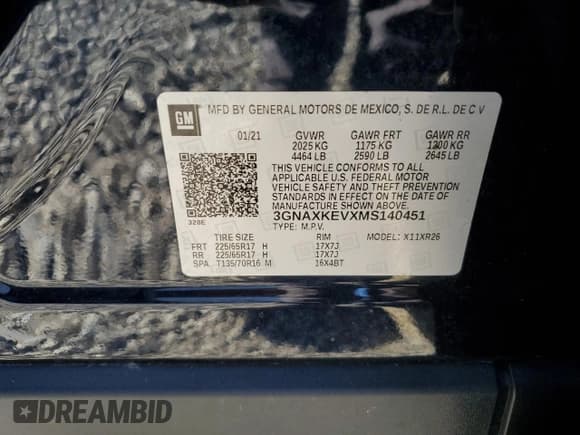 GM
MFD BY GENERAL MOTORS DE MEXICO, S. DE R.L. DE C V
01/21 GVWR GAWR FRT GAWR RR
2025 KG 1175 KG 1200 KG
4464 LB 2590 LB 2645 LB
THIS VEHICLE CONFORMS TO ALL
APPLICABLE U.S. FEDERAL MOTOR
VEHICLE SAFETY AND THEFT PREVENTION
STANDARDS IN EFFECT ON THE DATE OF
MANUFACTURE SHOWN ABOVE.
328E 3GNAXKEVXMS140451
TYPE: M.P.V.
TIRE SIZE RIM MODEL: X11XR26
FRT 225/65R17 H 17X7J
RR 225/65R17 H 17X7J
SPA T135/70R16 M 16X4BT
DREAMBID